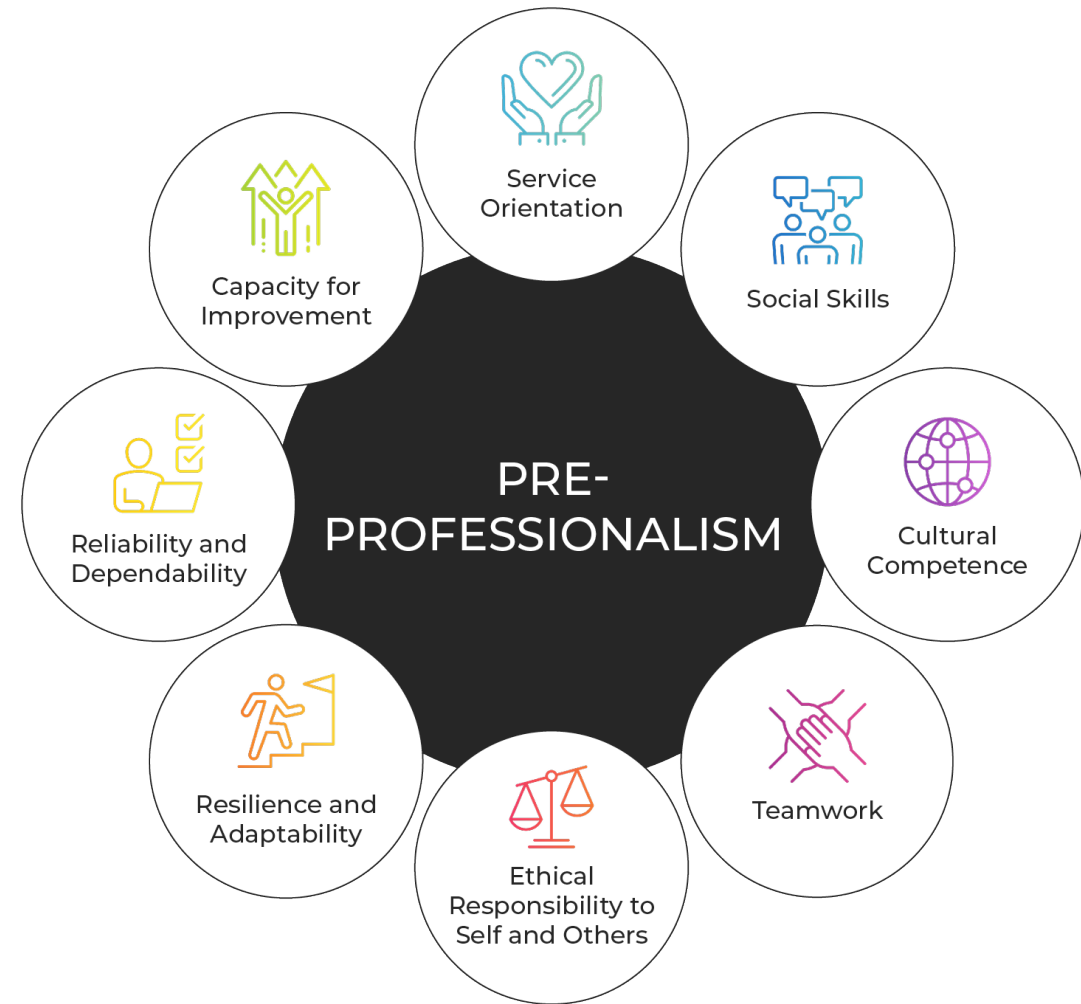 Service
Orientation
Social Skills
Cultural
Competence
Teamwork
Ethical
Responsibility to
Self and Others
Resilience and
Adaptability
Reliability and
Dependability
Capacity for
Improvement
PRE-
PROFESSIONALISM